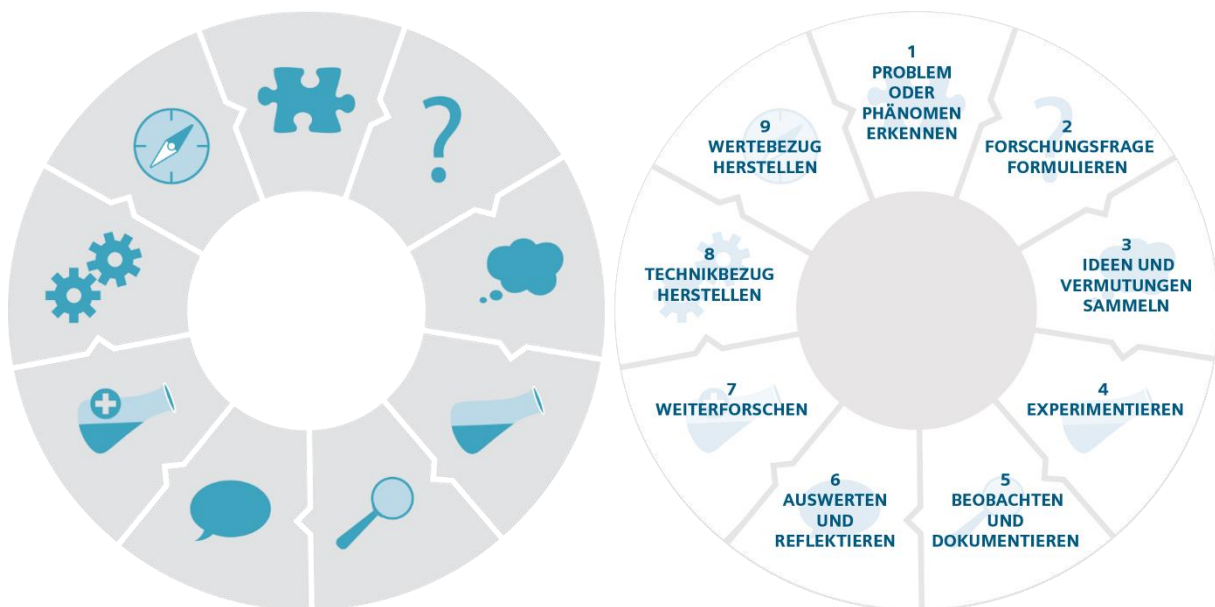 1
PROBLEM
ODER
PHÄNOMEN
ERKENNEN
2
FORSCHUNGSFRAGE
FORMULIEREN
3
IDEEN UND
VERMUTUNGEN
SAMMELN
4
EXPERIMENTIEREN
5
BEOBACHTEN
UND
DOKUMENTIEREN
6
AUSWERTEN
UND
REFLEKTIEREN
7
WEITERFORSCHEN
8
TECHNIKBEZUG
HERSTELLEN
9
WERTEBEZUG
HERSTELLEN